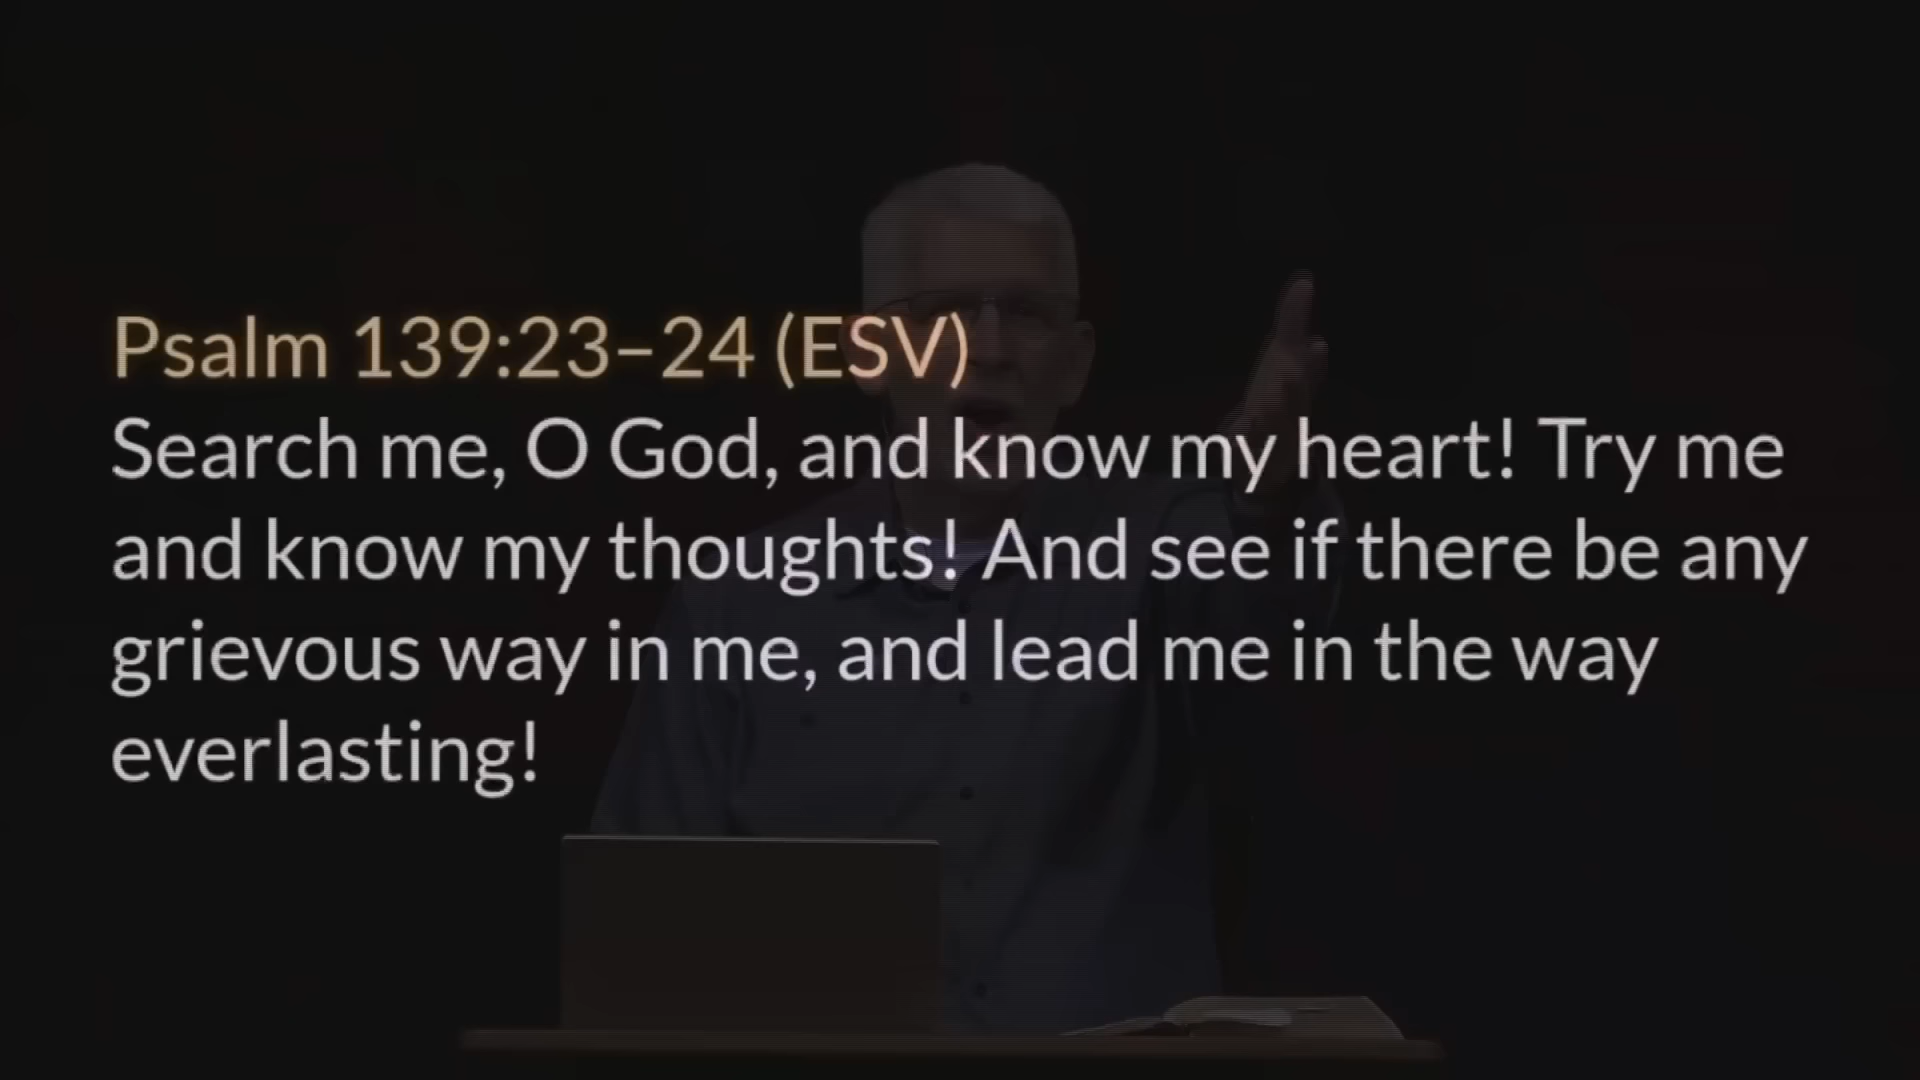 Psalm 139:23–24 (ESV)
Search me, O God, and know my heart! Try me
and know my thoughts! And see if there be any
grievous way in me, and lead me in the way
everlasting!